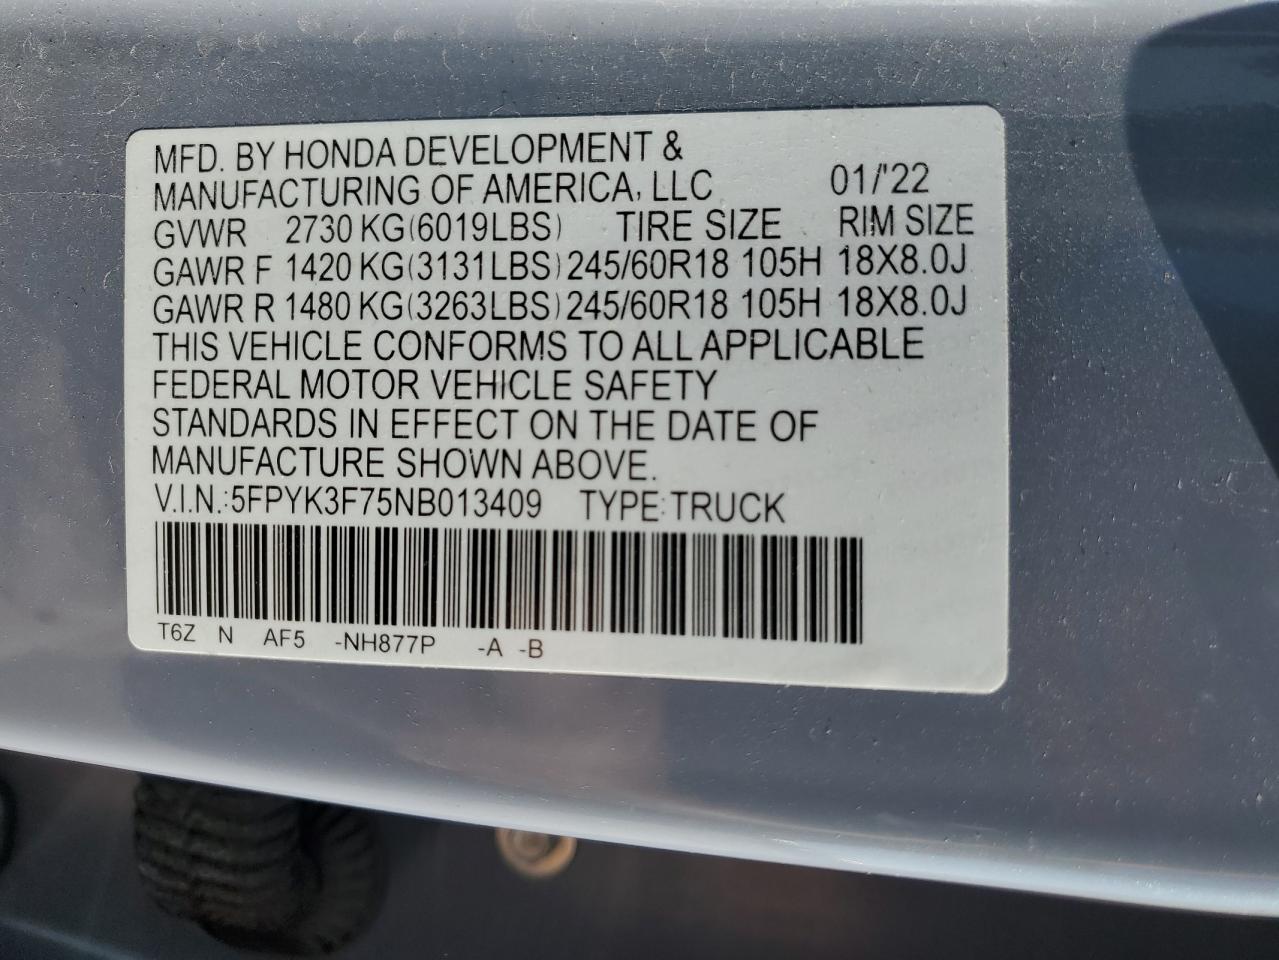 MFD. BY HONDA DEVELOPMENT &
MANUFACTURING OF AMERICA, LLC 01/'22
GVWR 2730 KG(6019LBS) TIRE SIZE RIM SIZE
GAWR F 1420 KG(3131LBS) 245/60R18 105H 18X8.0J
GAWR R 1480 KG(3263LBS) 245/60R18 105H 18X8.0J
THIS VEHICLE CONFORMS TO ALL APPLICABLE
FEDERAL MOTOR VEHICLE SAFETY
STANDARDS IN EFFECT ON THE DATE OF
MANUFACTURE SHOWN ABOVE.
V.I.N.:5FPYK3F75NB013409 TYPE:TRUCK
T6Z N AF5 -NH877P -A -B